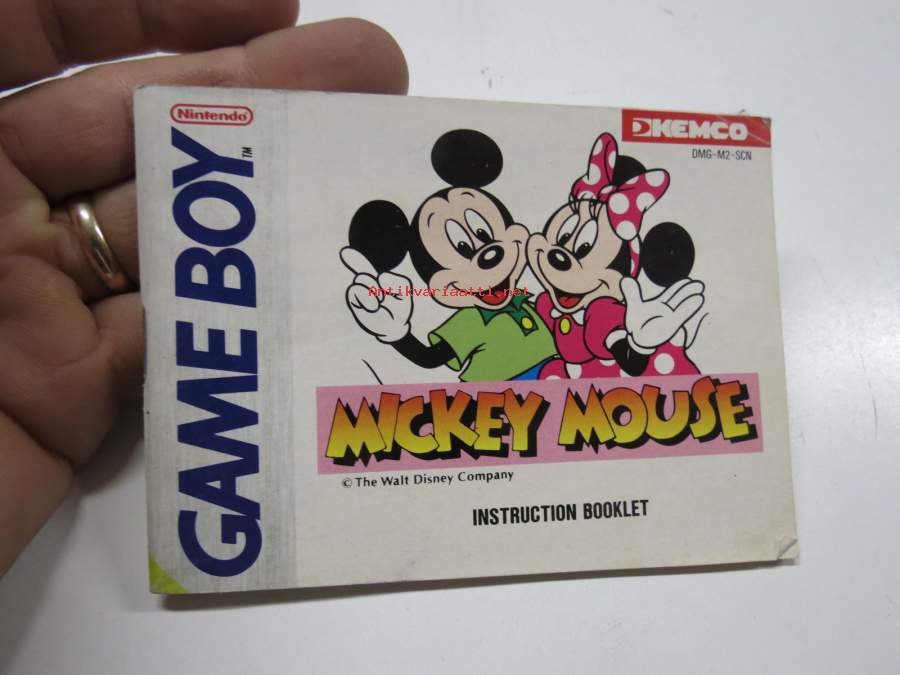 Nintendo
GAME BOY™
KEMCO
DMG-M2-SCN
Antikvariaatti.net
MICKEY MOUSE
© The Walt Disney Company
INSTRUCTION BOOKLET